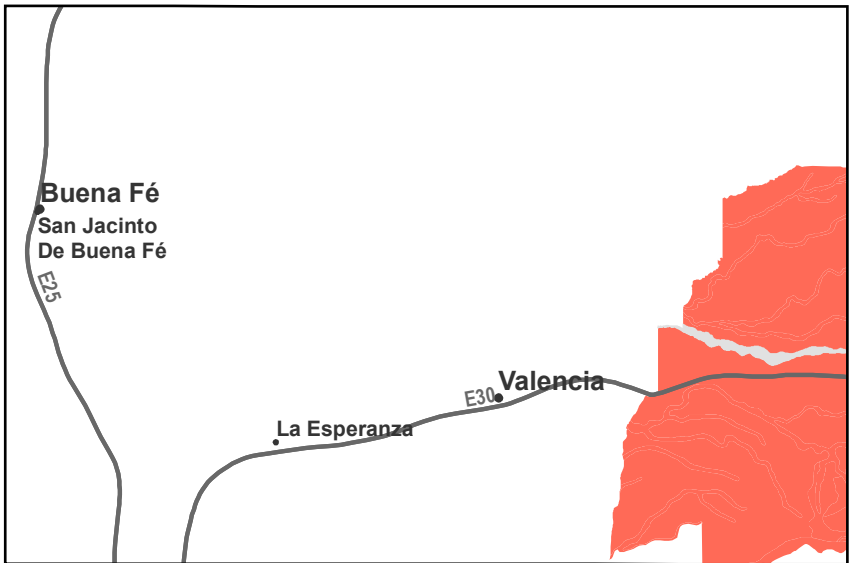 Buena Fé
San Jacinto
De Buena Fé
E25
Valencia
E30
La Esperanza